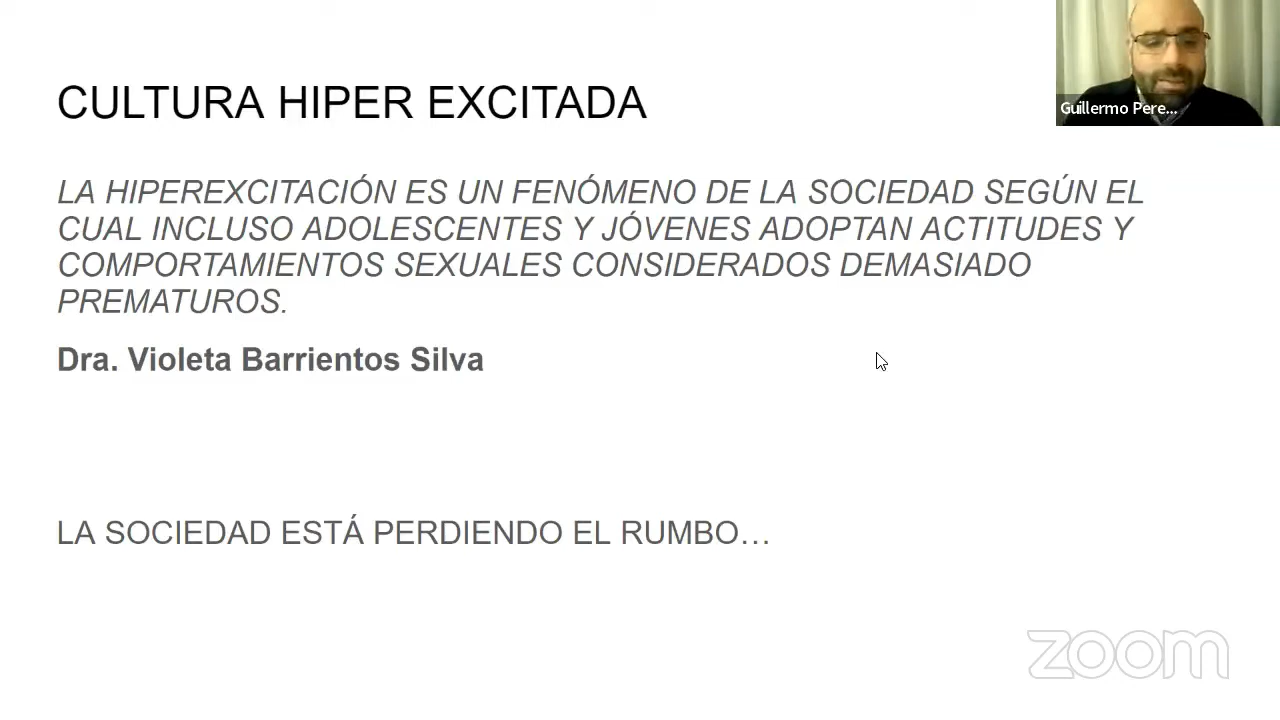 CULTURA HIPER EXCITADA
Guillermo Pere...
LA HIPEREXCITACIÓN ES UN FENÓMENO DE LA SOCIEDAD SEGÚN EL
CUAL INCLUSO ADOLESCENTES Y JÓVENES ADOPTAN ACTITUDES Y
COMPORTAMIENTOS SEXUALES CONSIDERADOS DEMASIADO
PREMATUROS.
Dra. Violeta Barrientos Silva
LA SOCIEDAD ESTÁ PERDIENDO EL RUMBO…
zoom